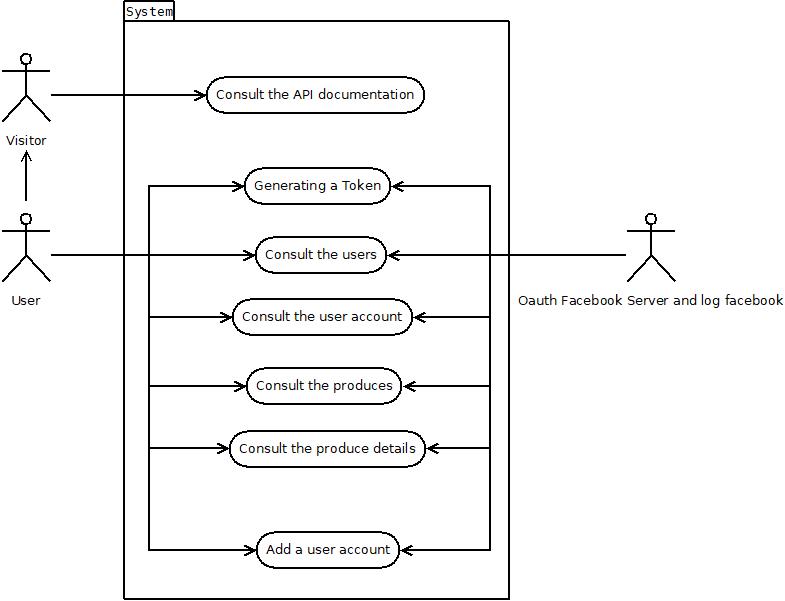 System
Consult the API documentation
Visitor
Generating a Token
Consult the users
User
Oauth Facebook Server and log facebook
Consult the user account
Consult the produces
Consult the produce details
Add a user account